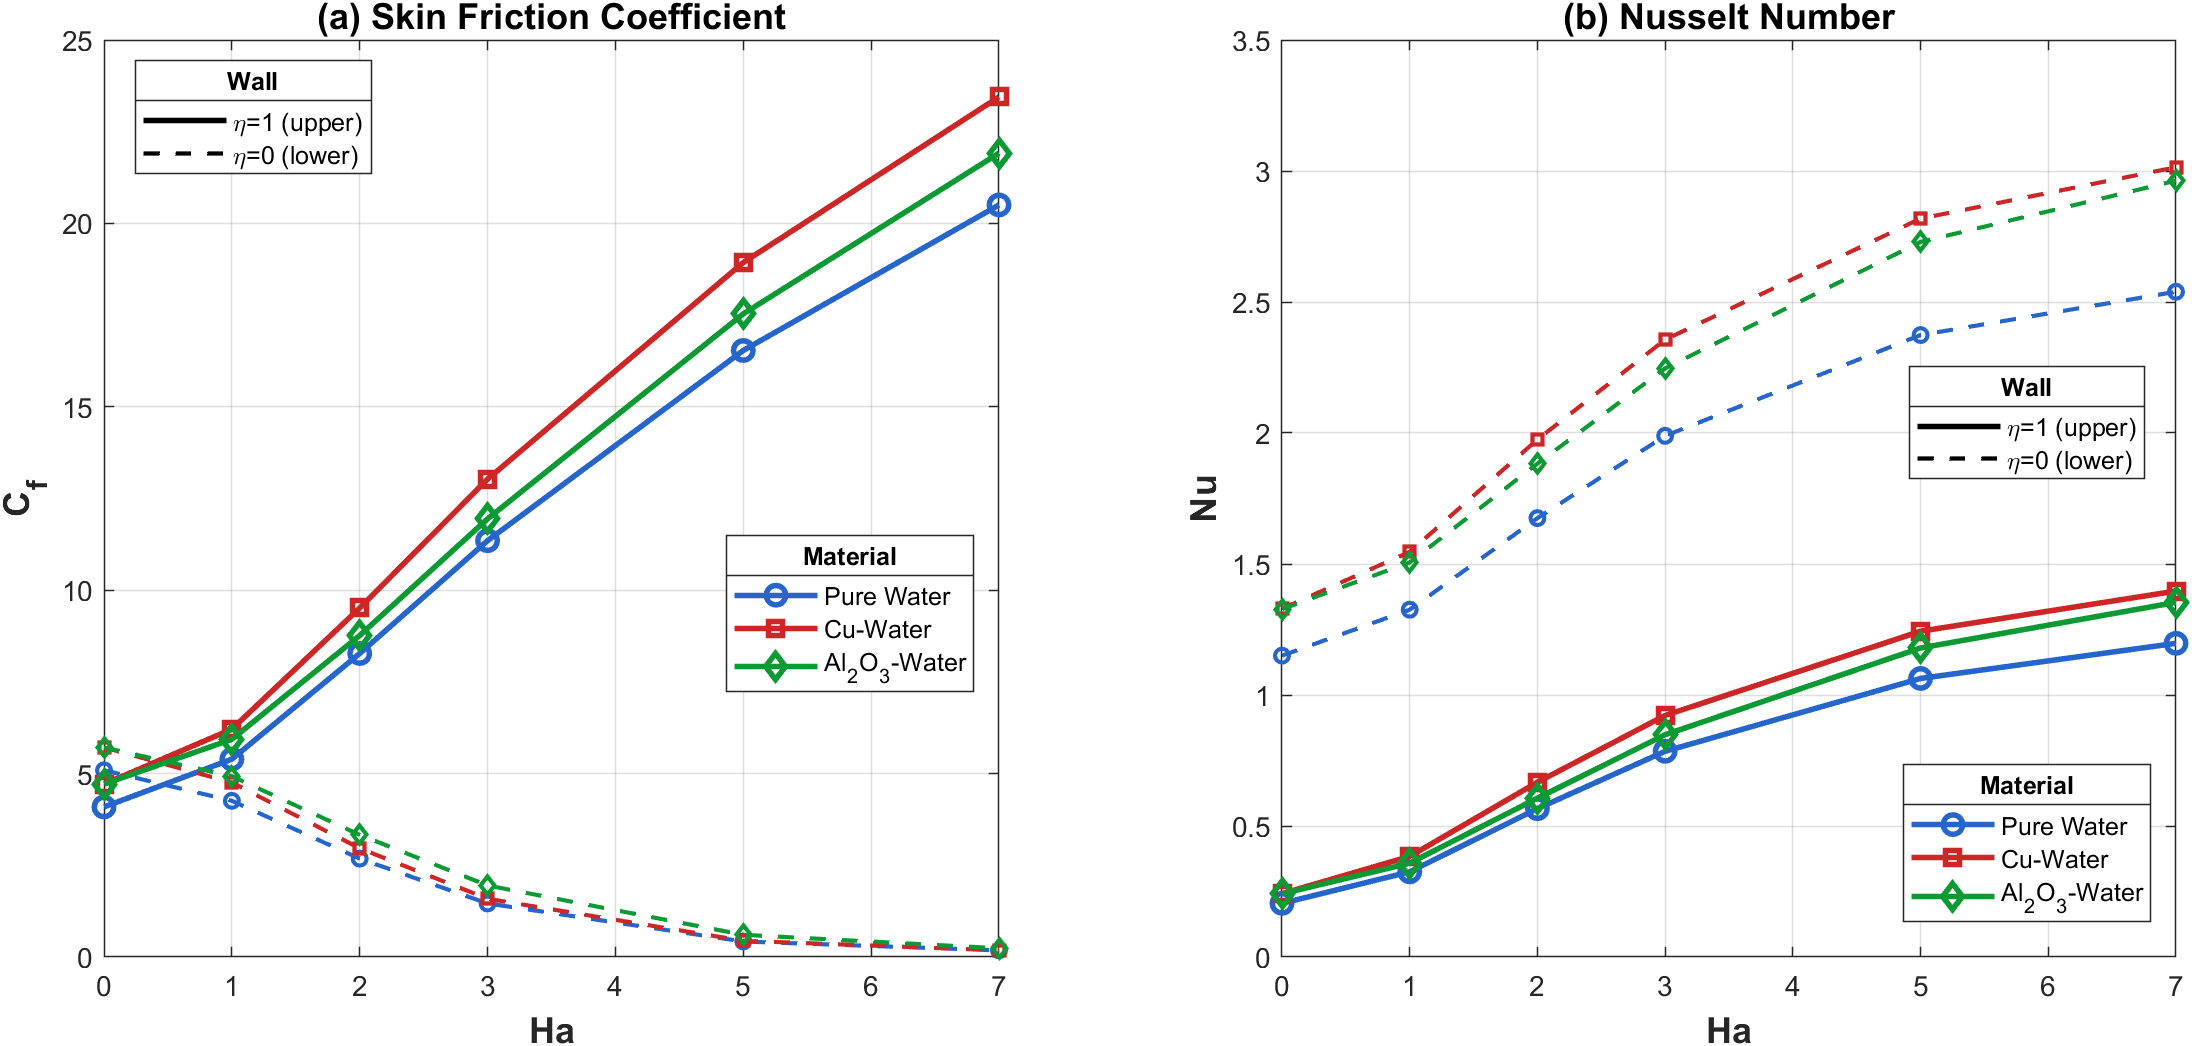 (a) Skin Friction Coefficient
25
20
15
10
5
0
0 1 2 3 4 5 6 7
C_f
Ha
Wall
η=1 (upper)
η=0 (lower)
Material
Pure Water
Cu-Water
Al₂O₃-Water
(b) Nusselt Number
3.5
3
2.5
2
1.5
1
0.5
0
0 1 2 3 4 5 6 7
Nu
Ha
Wall
η=1 (upper)
η=0 (lower)
Material
Pure Water
Cu-Water
Al₂O₃-Water